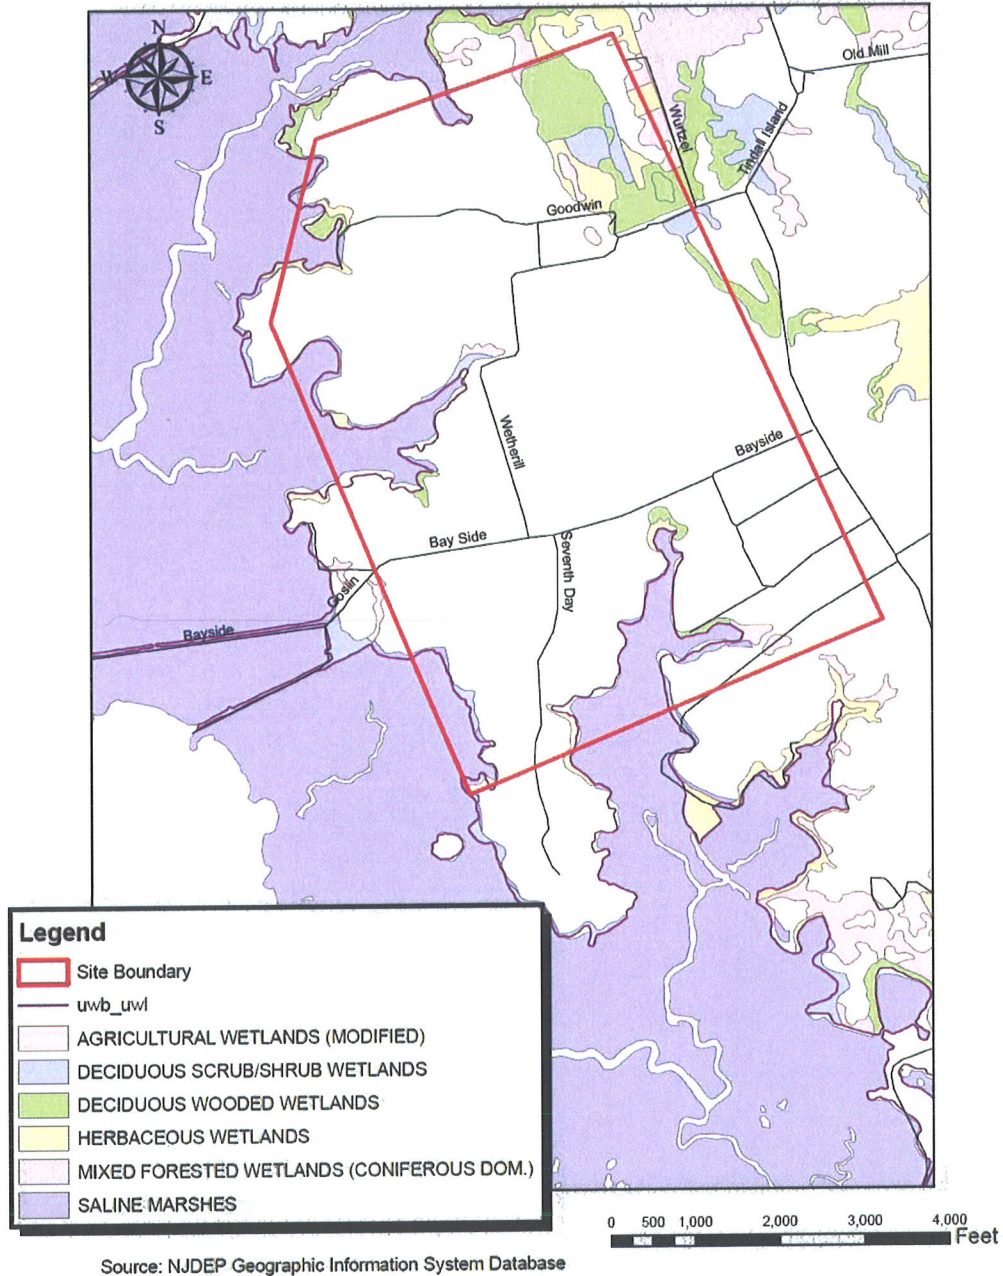 N
W
E
S
Old Mill
Wurtzel
Tindall Island
Goodwin
Wetherill
Bayside
Bay Side
Seventh Day
Goslin
Bayside
Legend
Site Boundary
uwb_uwl
AGRICULTURAL WETLANDS (MODIFIED)
DECIDUOUS SCRUB/SHRUB WETLANDS
DECIDUOUS WOODED WETLANDS
HERBACEOUS WETLANDS
MIXED FORESTED WETLANDS (CONIFEROUS DOM.)
SALINE MARSHES
0 500 1,000 2,000 3,000 4,000
Feet
Source: NJDEP Geographic Information System Database